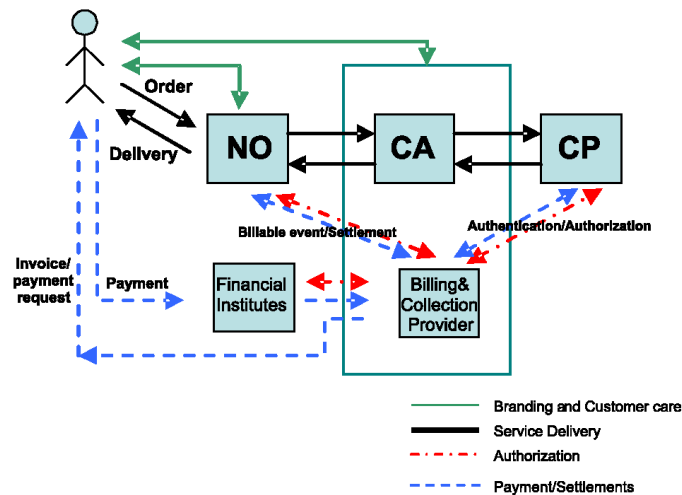 Order
Delivery
NO
CA
CP
Billable event/Settlement
Authentication/Authorization
Invoice/
payment
request
Payment
Financial
Institutes
Billing&
Collection
Provider
Branding and Customer care
Service Delivery
Authorization
Payment/Settlements